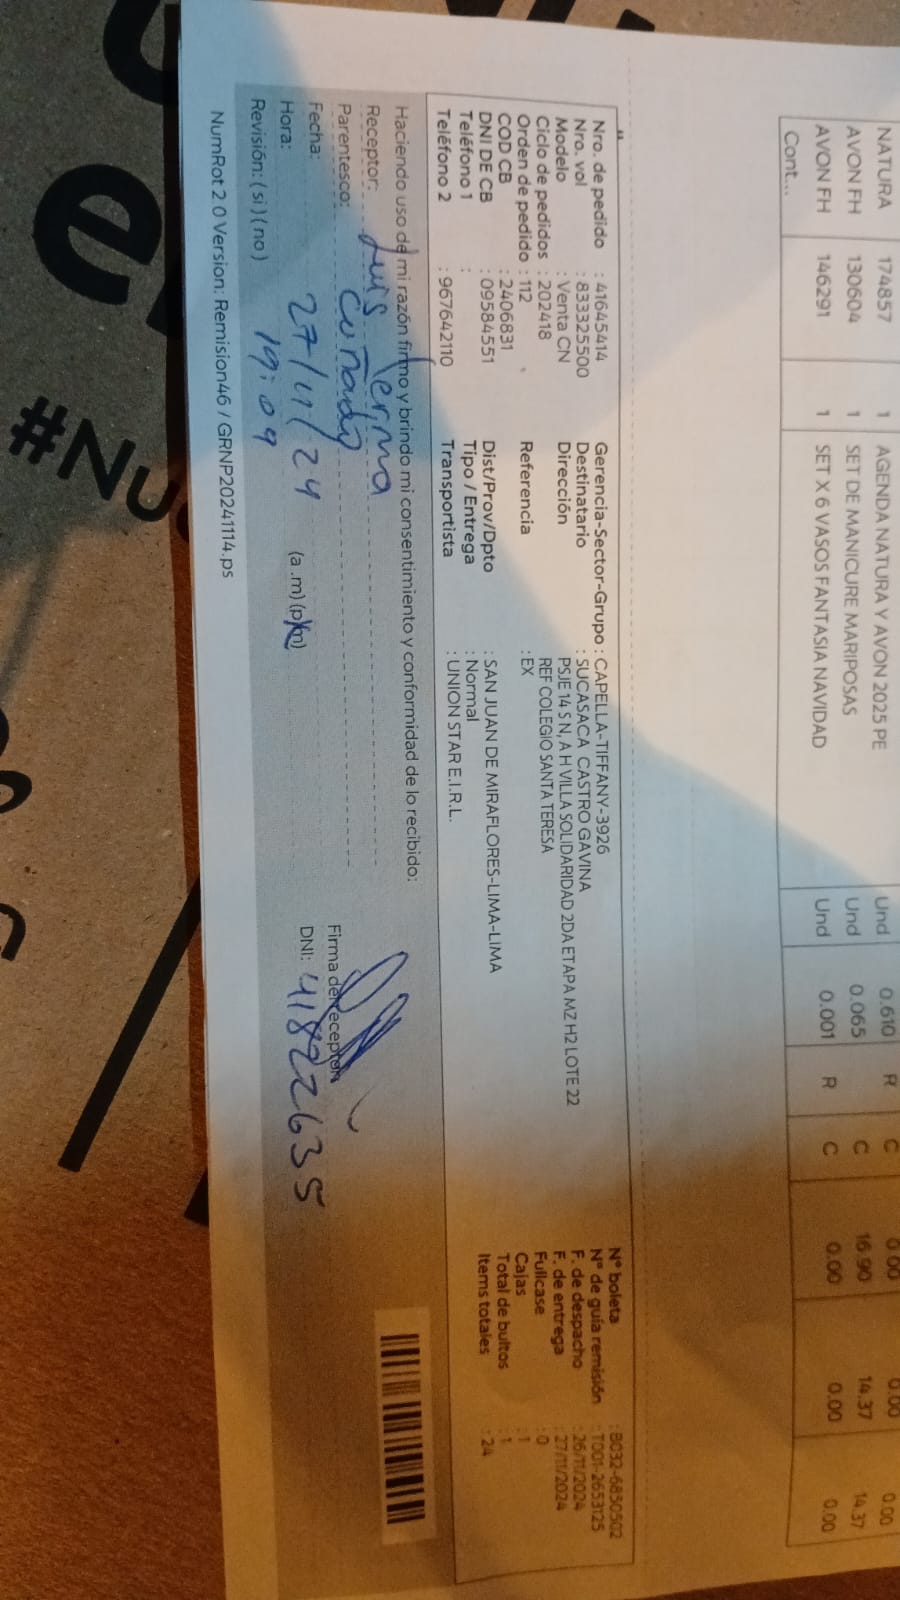 NATURA 174857 1 AGENDA NATURA Y AVON 2025 PE Und 0.610 R C 0.00 0.00 0.00
AVON FH 130604 1 SET DE MANICURE MARIPOSAS Und 0.065 C 16.90 14.37 14.37
AVON FH 146291 1 SET X 6 VASOS FANTASIA NAVIDAD Und 0.001 R C 0.00 0.00 0.00
Cont...
Nro. de pedido : 41645414 Gerencia-Sector-Grupo : CAPELLA-TIFFANY-3926 N° boleta : B032-6850502
Nro. vol : 833325500 Destinatario : SUCASACA CASTRO GAVINA N° de guía remisión : T001-2653125
Modelo : Venta CN Dirección PSJE 14 S N, A H VILLA SOLIDARIDAD 2DA ETAPA MZ H2 LOTE 22 F. de despacho : 26/11/2024
Ciclo de pedidos : 202418 REF COLEGIO SANTA TERESA F. de entrega : 27/11/2024
Orden de pedido : 112 Referencia : EX Fullcase : 0
COD CB : 2406831 Cajas : 1
DNI DE CB : 09584551 Dist/Prov/Dpto : SAN JUAN DE MIRAFLORES-LIMA-LIMA Total de bultos : 1
Teléfono 1 : Tipo / Entrega : Normal Items totales : 24
Teléfono 2 : 967642110 Transportista : UNION STAR E.I.R.L.
Haciendo uso de mi razón firmo y brindo mi consentimiento y conformidad de lo recibido:
Receptor: Luis Lerma
Parentesco: Cuñado Firma del receptor
Fecha: 27/11/24 DNI: 41822635
Hora: 19:09 (a .m) (p.m)
Revisión: ( si ) ( no )
NumRot 2.0 Version: Remision46 / GRNP20241114.ps
#Nu